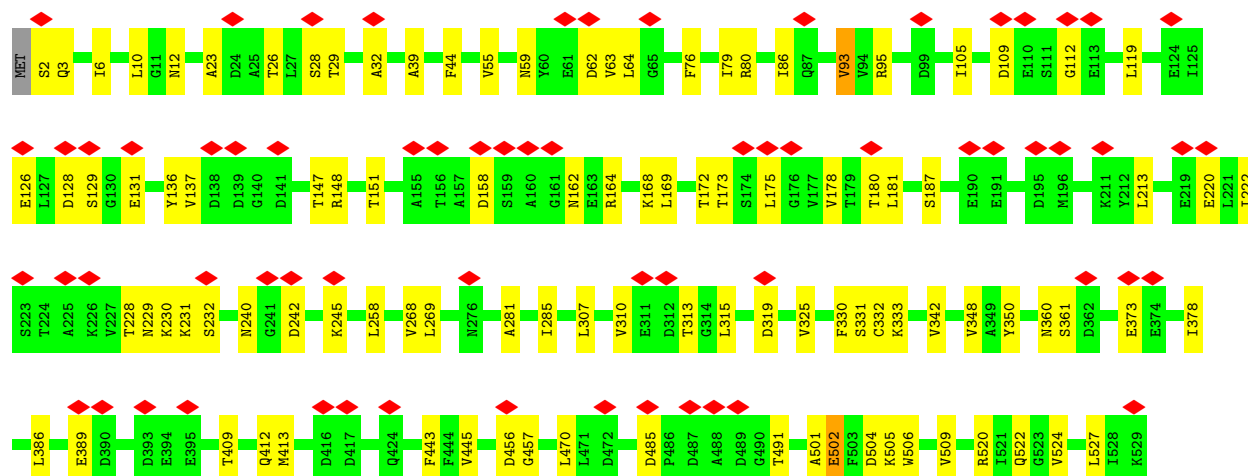 MET S2 Q3 I6 L10 G11 N12 A23 D24 A25 T26 L27 S28 T29 A32 A39 F44 V55 N59 Y60 E61 D62 V63 L64 G65 F76 I79 R80 I86 Q87 V93 V94 R95 D99 I105 D109 E110 S111 G112 E113 L119 E124 I125
E126 L127 D128 S129 G130 E131 Y136 V137 D138 D139 G140 D141 T147 R148 T151 A155 T156 A157 D158 S159 A160 G161 N162 E163 R164 K168 L169 T172 T173 S174 L175 G176 V177 V178 T179 T180 L181 S187 E190 E191 D195 M196 K211 Y212 L213 E219 E220 L221 I222
S223 T224 A225 K226 V227 T228 N229 K230 K231 S232 N240 G241 D242 K245 L258 V268 L269 N276 A281 I285 L307 V310 E311 D312 T313 G314 L315 D319 V325 F330 S331 C332 K333 V342 V348 A349 Y350 N360 S361 D362 E373 E374 I378
L386 E389 D390 D393 E394 E395 T409 Q412 M413 D416 D417 Q424 F443 F444 V445 D456 G457 L470 L471 D472 D485 P486 D487 A488 D489 G490 T491 A501 E502 F503 D504 K505 W506 V509 R520 I521 Q522 G523 V524 L527 I528 K529